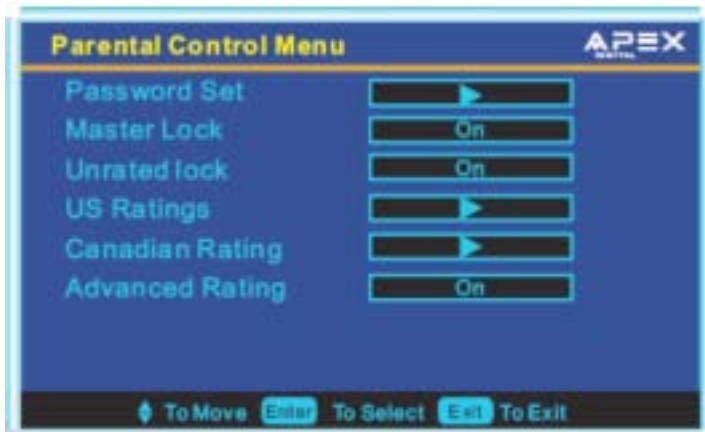 Parental Control Menu APEX
DIGITAL
Password Set
Master Lock On
Unrated lock On
US Ratings
Canadian Rating
Advanced Rating On
To Move Enter To Select Exit To Exit